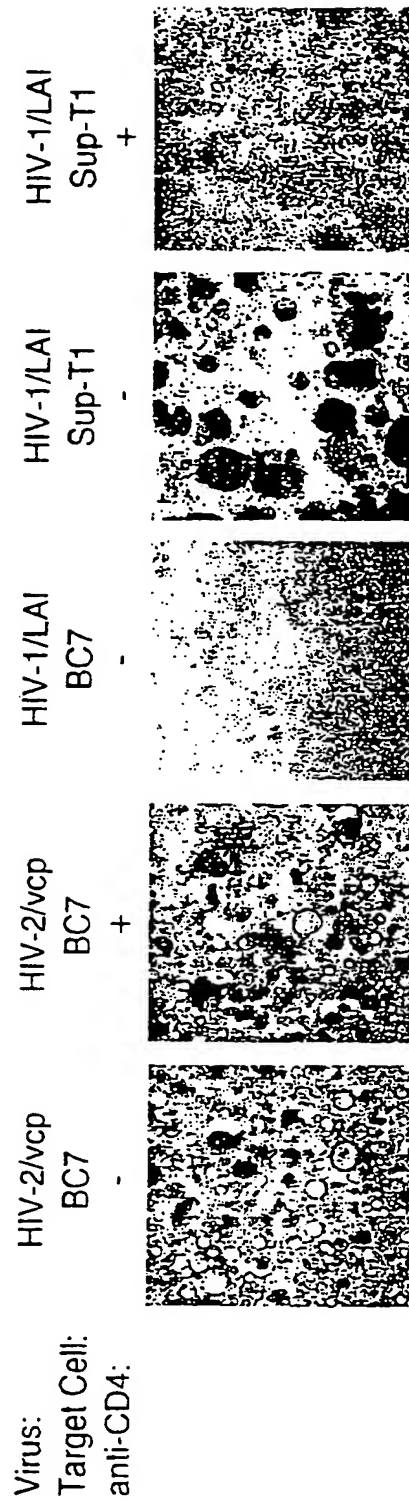 Virus: HIV-2/vcp HIV-2/vcp HIV-1/LAI HIV-1/LAI HIV-1/LAI
Target Cell: BC7 BC7 BC7 Sup-T1 Sup-T1
anti-CD4: - + - - +